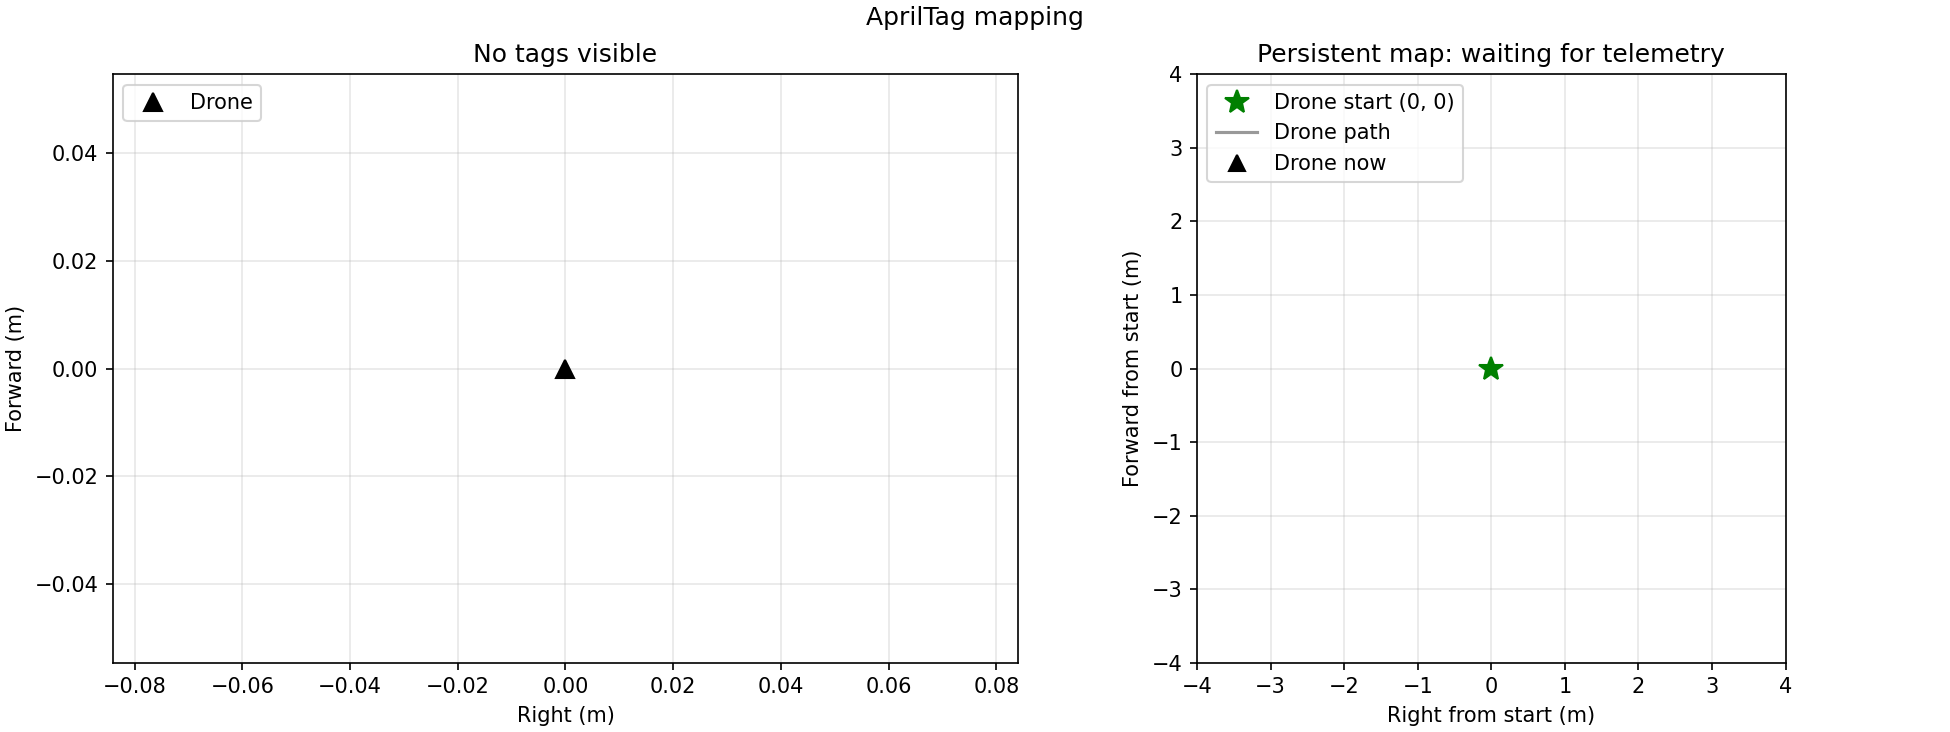 AprilTag mapping
No tags visible
Drone
0.04
0.02
0.00
−0.02
−0.04
Forward (m)
−0.08
−0.06
−0.04
−0.02
0.00
0.02
0.04
0.06
0.08
Right (m)
Persistent map: waiting for telemetry
Drone start (0, 0)
Drone path
Drone now
4
3
2
1
0
−1
−2
−3
−4
Forward from start (m)
−4
−3
−2
−1
0
1
2
3
4
Right from start (m)